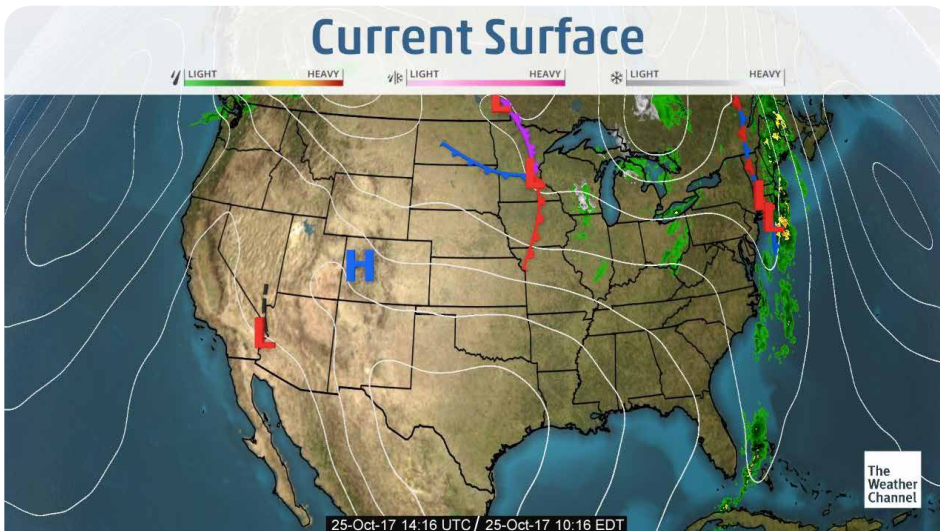 Current Surface
LIGHT HEAVY LIGHT HEAVY LIGHT HEAVY
L
L
L
L
H
L
The
Weather
Channel
25-Oct-17 14:16 UTC / 25-Oct-17 10:16 EDT